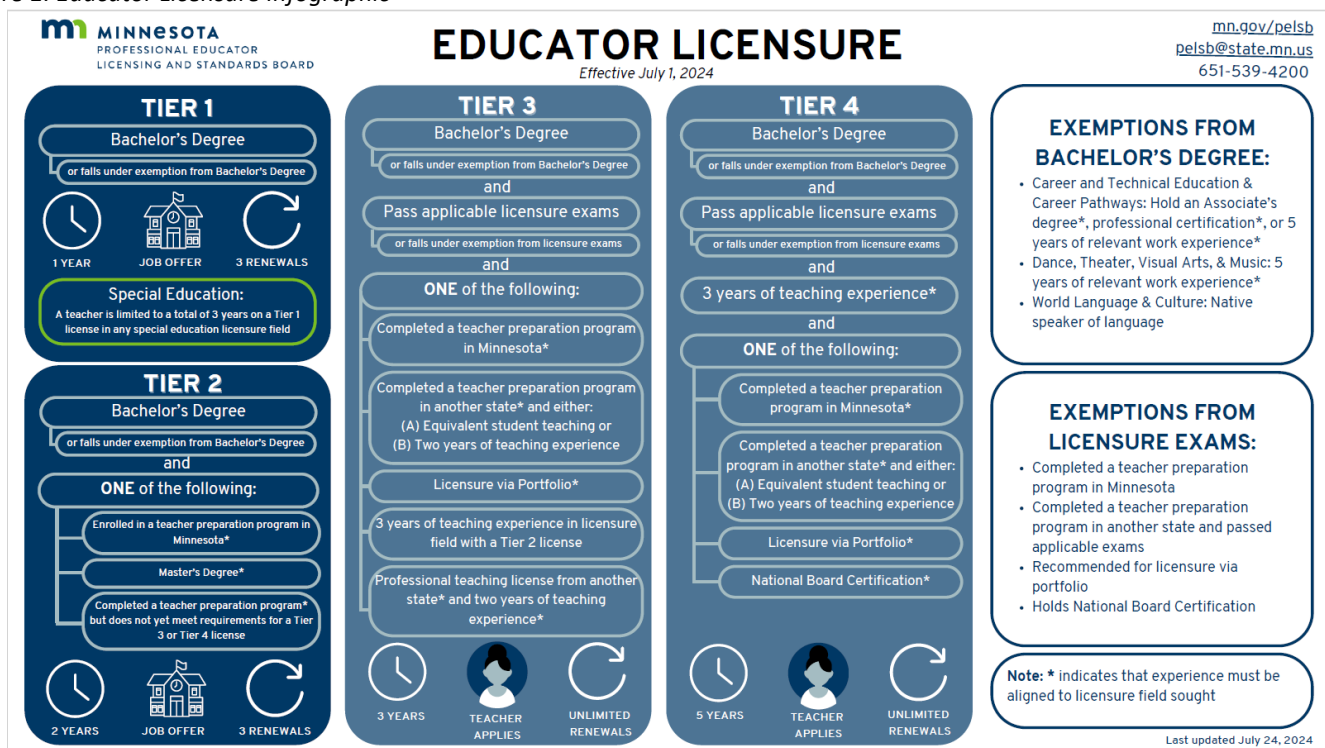 MINNESOTA
PROFESSIONAL EDUCATOR
LICENSING AND STANDARDS BOARD
EDUCATOR LICENSURE
Effective July 1, 2024
mn.gov/pelsb
pelsb@state.mn.us
651-539-4200
TIER 1
Bachelor's Degree
or falls under exemption from Bachelor's Degree
1 YEAR
JOB OFFER
3 RENEWALS
Special Education:
A teacher is limited to a total of 3 years on a Tier 1
license in any special education licensure field
TIER 2
Bachelor's Degree
or falls under exemption from Bachelor's Degree
and
ONE of the following:
Enrolled in a teacher preparation program in
Minnesota*
Master's Degree*
Completed a teacher preparation program*
but does not yet meet requirements for a Tier
3 or Tier 4 license
2 YEARS
JOB OFFER
3 RENEWALS
TIER 3
Bachelor's Degree
or falls under exemption from Bachelor's Degree
and
Pass applicable licensure exams
or falls under exemption from licensure exams
and
ONE of the following:
Completed a teacher preparation program
in Minnesota*
Completed a teacher preparation program
in another state* and either:
(A) Equivalent student teaching or
(B) Two years of teaching experience
Licensure via Portfolio*
3 years of teaching experience in licensure
field with a Tier 2 license
Professional teaching license from another
state* and two years of teaching
experience*
3 YEARS
TEACHER
APPLIES
UNLIMITED
RENEWALS
TIER 4
Bachelor's Degree
or falls under exemption from Bachelor's Degree
and
Pass applicable licensure exams
or falls under exemption from licensure exams
and
3 years of teaching experience*
and
ONE of the following:
Completed a teacher preparation
program in Minnesota*
Completed a teacher preparation
program in another state* and either:
(A) Equivalent student teaching or
(B) Two years of teaching experience
Licensure via Portfolio*
National Board Certification*
5 YEARS
TEACHER
APPLIES
UNLIMITED
RENEWALS
EXEMPTIONS FROM
BACHELOR'S DEGREE:
• Career and Technical Education &
Career Pathways: Hold an Associate's
degree*, professional certification*, or 5
years of relevant work experience*
• Dance, Theater, Visual Arts, & Music: 5
years of relevant work experience*
• World Language & Culture: Native
speaker of language
EXEMPTIONS FROM
LICENSURE EXAMS:
• Completed a teacher preparation
program in Minnesota
• Completed a teacher preparation
program in another state and passed
applicable exams
• Recommended for licensure via
portfolio
• Holds National Board Certification
Note: * indicates that experience must be
aligned to licensure field sought
Last updated July 24, 2024